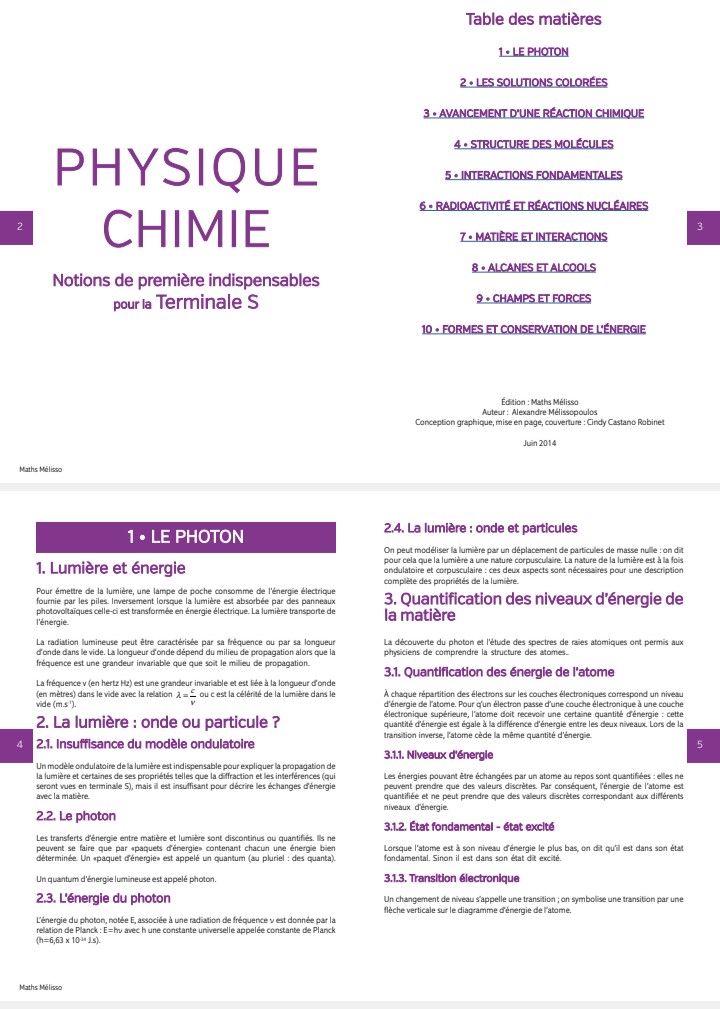 2
PHYSIQUE
CHIMIE
Notions de première indispensables
pour la Terminale S
Maths Mélisso
Table des matières
1 • LE PHOTON
2 • LES SOLUTIONS COLORÉES
3 • AVANCEMENT D'UNE RÉACTION CHIMIQUE
4 • STRUCTURE DES MOLÉCULES
5 • INTERACTIONS FONDAMENTALES
6 • RADIOACTIVITÉ ET RÉACTIONS NUCLÉAIRES
7 • MATIÈRE ET INTERACTIONS
8 • ALCANES ET ALCOOLS
9 • CHAMPS ET FORCES
10 • FORMES ET CONSERVATION DE L'ÉNERGIE
Édition : Maths Mélisso
Auteur : Alexandre Mélissopoulos
Conception graphique, mise en page, couverture : Cindy Castano Robinet
Juin 2014
3
1 • LE PHOTON
1. Lumière et énergie
Pour émettre de la lumière, une lampe de poche consomme de l'énergie électrique
fournie par les piles. Inversement lorsque la lumière est absorbée par des panneaux
photovoltaïques celle-ci est transformée en énergie électrique. La lumière transporte de
l'énergie.
La radiation lumineuse peut être caractérisée par sa fréquence ou par sa longueur
d'onde dans le vide. La longueur d'onde dépend du milieu de propagation alors que la
fréquence est une grandeur invariable que que soit le milieu de propagation.
La fréquence ν (en hertz Hz) est une grandeur invariable et est liée à la longueur d'onde
(en mètres) dans le vide avec la relation λ = c/ν ou c est la célérité de la lumière dans le
vide (m.s⁻¹).
2. La lumière : onde ou particule ?
2.1. Insuffisance du modèle ondulatoire
Un modèle ondulatoire de la lumière est indispensable pour expliquer la propagation de
la lumière et certaines de ses propriétés telles que la diffraction et les interférences (qui
seront vues en terminale S), mais il est insuffisant pour décrire les échanges d'énergie
avec la matière.
2.2. Le photon
Les transferts d'énergie entre matière et lumière sont discontinus ou quantifiés. Ils ne
peuvent se faire que par «paquets d'énergie» contenant chacun une énergie bien
déterminée. Un «paquet d'énergie» est appelé un quantum (au pluriel : des quanta).
Un quantum d'énergie lumineuse est appelé photon.
2.3. L'énergie du photon
L'énergie du photon, notée E, associée à une radiation de fréquence ν est donnée par la
relation de Planck : E=hν avec h une constante universelle appelée constante de Planck
(h=6,63 x 10⁻³⁴ J.s).
4
Maths Mélisso
2.4. La lumière : onde et particules
On peut modéliser la lumière par un déplacement de particules de masse nulle : on dit
pour cela que la lumière a une nature corpusculaire. La nature de la lumière est à la fois
ondulatoire et corpusculaire : ces deux aspects sont nécessaires pour une description
complète des propriétés de la lumière.
3. Quantification des niveaux d'énergie de
la matière
La découverte du photon et l'étude des spectres de raies atomiques ont permis aux
physiciens de comprendre la structure des atomes..
3.1. Quantification des énergie de l'atome
À chaque répartition des électrons sur les couches électroniques correspond un niveau
d'énergie de l'atome. Pour q'un électron passe d'une couche électronique à une couche
électronique supérieure, l'atome doit recevoir une certaine quantité d'énergie : cette
quantité d'énergie est égale à la différence d'énergie entre les deux niveaux. Lors de la
transition inverse, l'atome cède la même quantité d'énergie.
3.1.1. Niveaux d'énergie
Les énergies pouvant être échangées par un atome au repos sont quantifiées : elles ne
peuvent prendre que des valeurs discrètes. Par conséquent, l'énergie de l'atome est
quantifiée et ne peut prendre que des valeurs discrètes correspondant aux différents
niveaux d'énergie.
3.1.2. État fondamental - état excité
Lorsque l'atome est à son niveau d'énergie le plus bas, on dit qu'il est dans son état
fondamental. Sinon il est dans son état dit excité.
3.1.3. Transition électronique
Un changement de niveau s'appelle une transition ; on symbolise une transition par une
flèche verticale sur le diagramme d'énergie de l'atome.
5